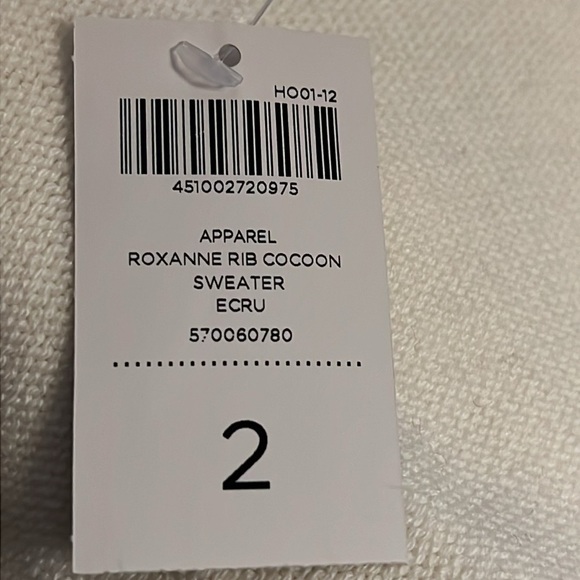 HO01-12
451002720975
APPAREL
ROXANNE RIB COCOON
SWEATER
ECRU
570060780
2